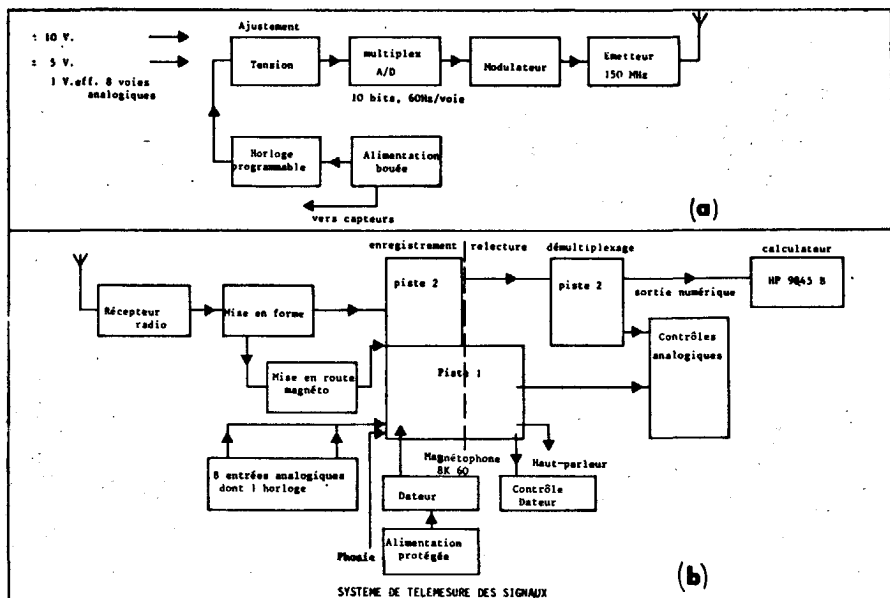 Ajustement
± 10 V.
± 5 V.
1 V.eff. 8 voies
analogiques
Tension
multiplex
A/D
10 bits, 60Hz/voie
Modulateur
Emetteur
150 MHz
Horloge
programmable
Alimentation
bouée
vers capteurs
(a)
enregistrement
relecture
démultiplexage
calculateur
piste 2
piste 2
sortie numérique
HP 9845 B
Récepteur
radio
Mise en forme
Contrôles
analogiques
Mise en route
magnéto
Piste 1
8 entrées analogiques
dont 1 horloge
Magnétophone
8K 60
Haut-parleur
Dateur
Contrôle
Dateur
Phonie
Alimentation
protégée
(b)
SYSTEME DE TELEMESURE DES SIGNAUX